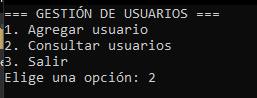 === GESTIÓN DE USUARIOS ===
1. Agregar usuario
2. Consultar usuarios
3. Salir
Elige una opción: 2